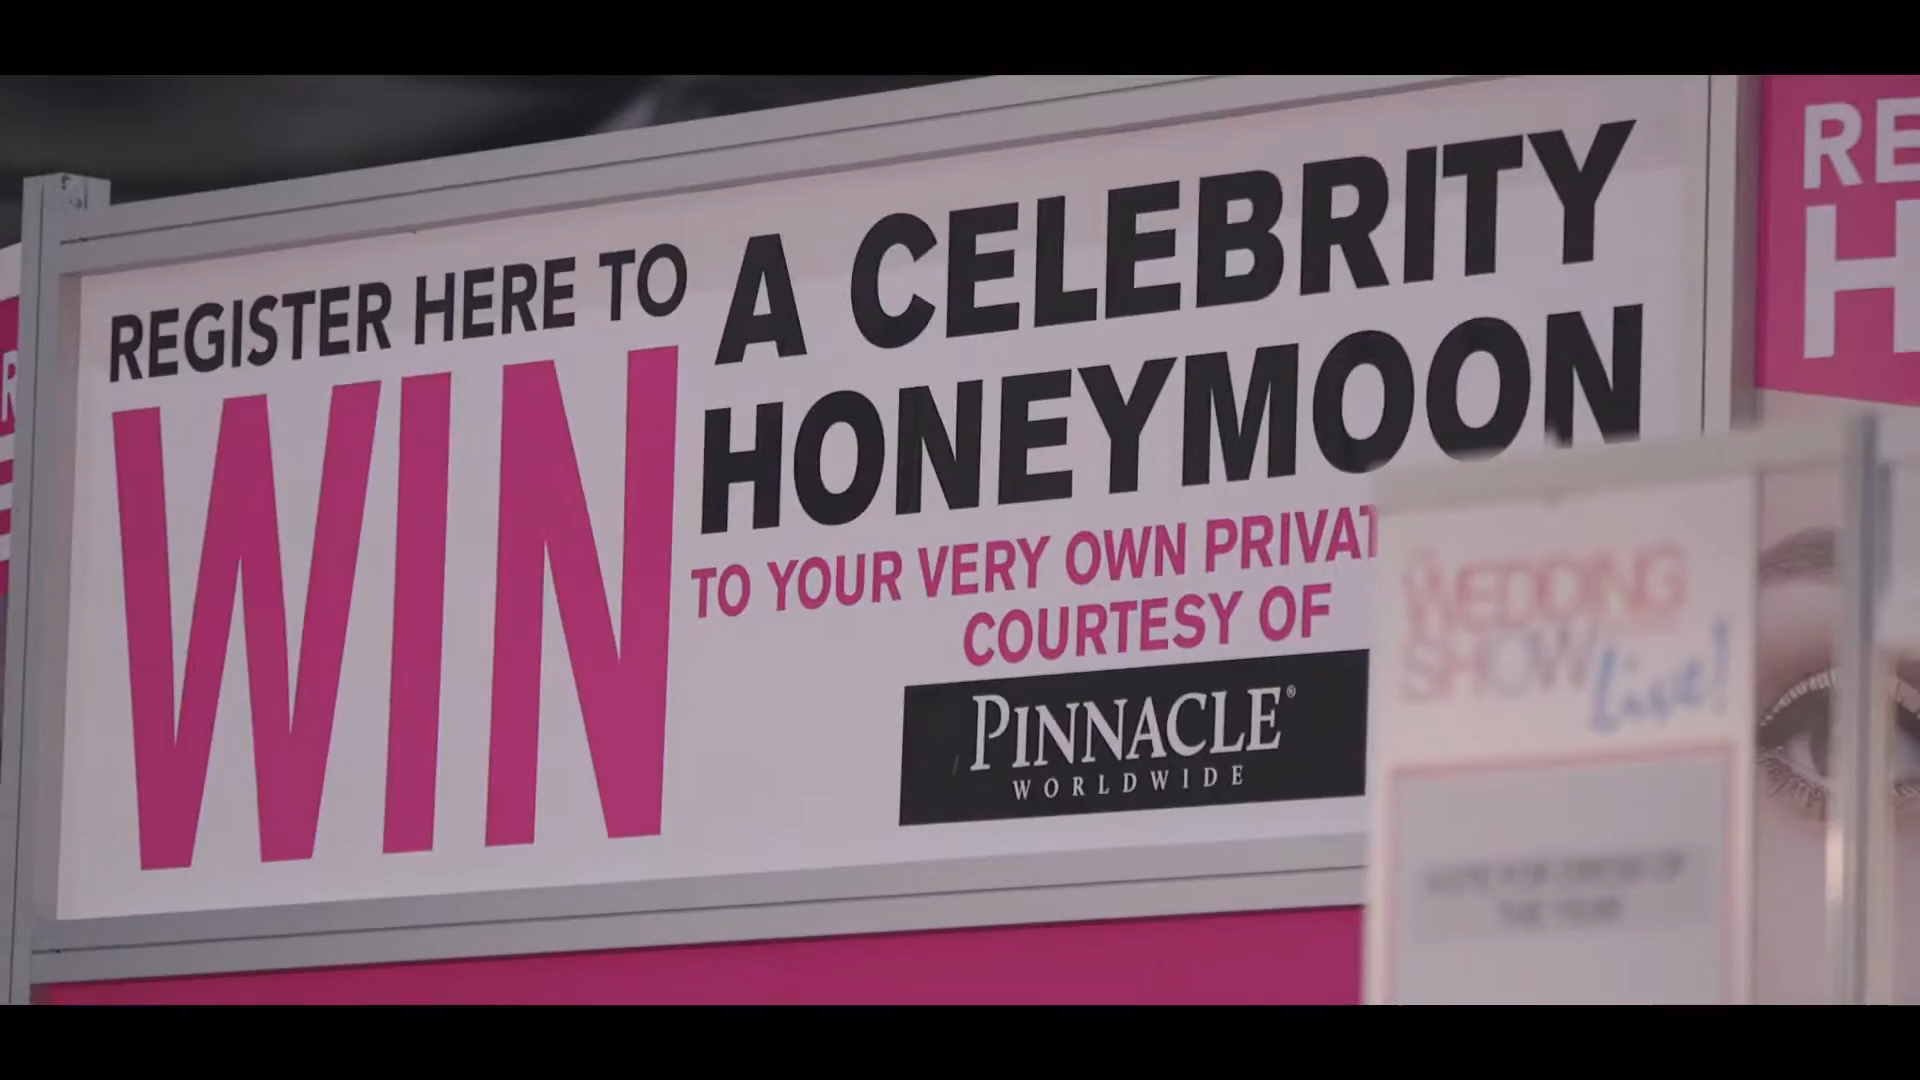 REGISTER HERE TO
WIN
A CELEBRITY
HONEYMOON
TO YOUR VERY OWN PRIVAT
COURTESY OF
PINNACLE®
WORLDWIDE
RE
H
WEDDING
SHOW
Live!